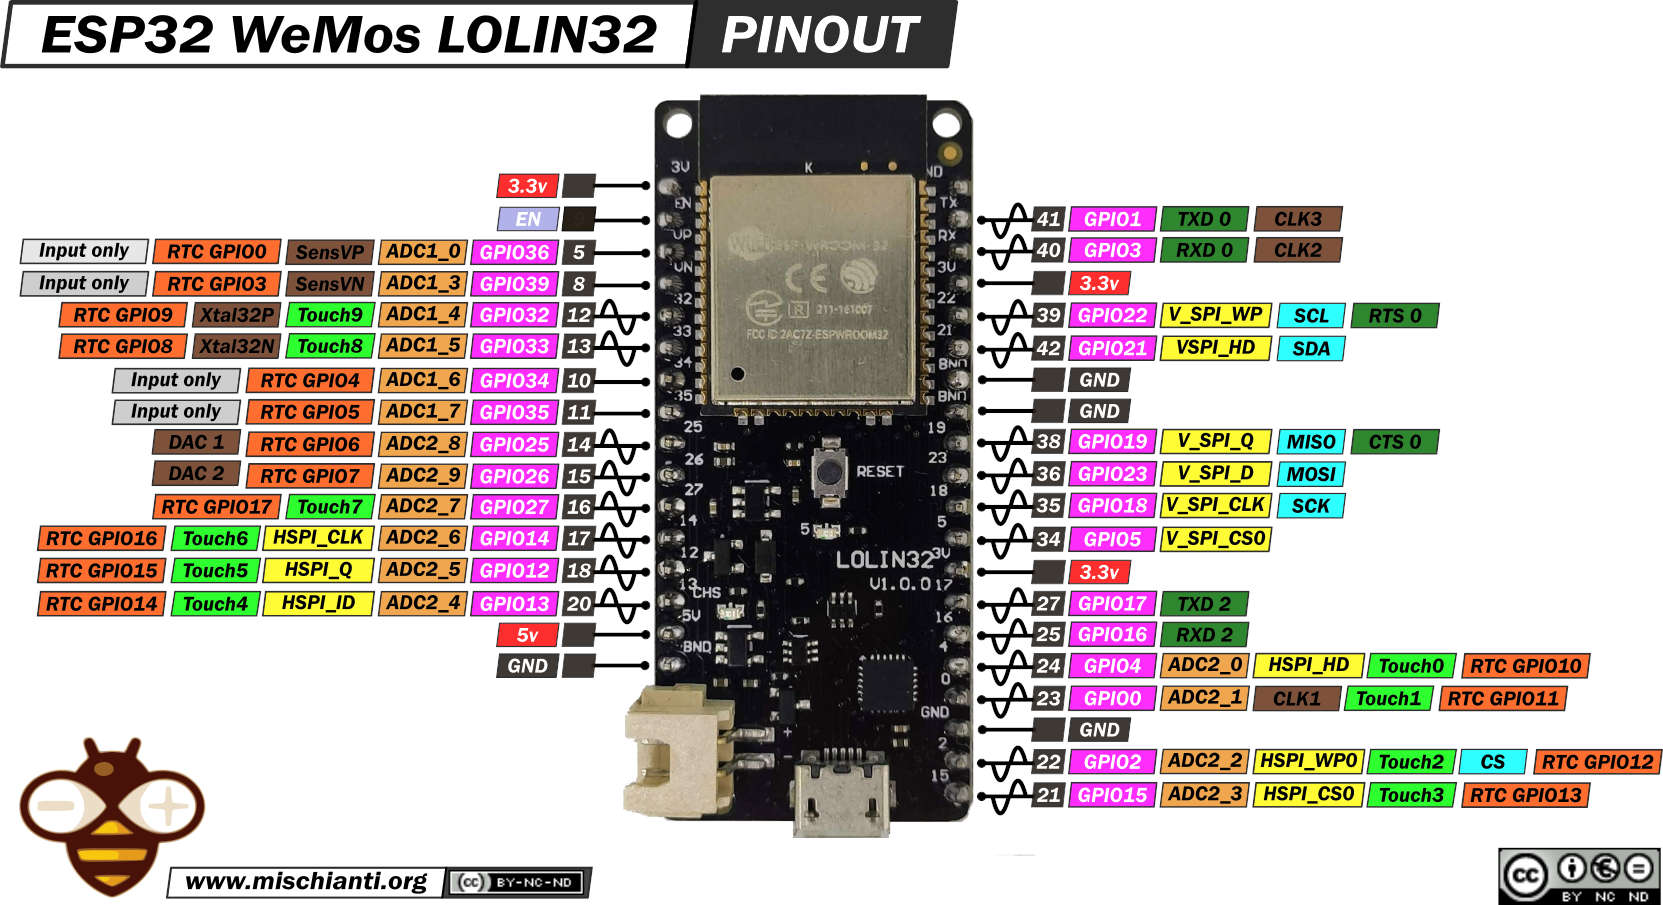 ESP32 WeMos LOLIN32 PINOUT
3.3v
EN
Input only RTC GPIO0 SensVP ADC1_0 GPIO36 5
Input only RTC GPIO3 SensVN ADC1_3 GPIO39 8
RTC GPIO9 Xtal32P Touch9 ADC1_4 GPIO32 12
RTC GPIO8 Xtal32N Touch8 ADC1_5 GPIO33 13
Input only RTC GPIO4 ADC1_6 GPIO34 10
Input only RTC GPIO5 ADC1_7 GPIO35 11
DAC 1 RTC GPIO6 ADC2_8 GPIO25 14
DAC 2 RTC GPIO7 ADC2_9 GPIO26 15
RTC GPIO17 Touch7 ADC2_7 GPIO27 16
RTC GPIO16 Touch6 HSPI_CLK ADC2_6 GPIO14 17
RTC GPIO15 Touch5 HSPI_Q ADC2_5 GPIO12 18
RTC GPIO14 Touch4 HSPI_ID ADC2_4 GPIO13 20
5v
GND
3V
EN
UP
UN
32
33
34
35
25
26
27
14
12
13
5V
GND
K
ESP-WROOM-32
CE
R 211-161007
FCC ID:2AC7Z-ESPWROOM32
RESET
5
LOLIN32
V1.0.0
CHS
+
-
ND
TX
RX
3V
22
21
GND
GND
19
23
18
5
3V
17
16
4
0
GND
2
15
41 GPIO1 TXD 0 CLK3
40 GPIO3 RXD 0 CLK2
3.3v
39 GPIO22 V_SPI_WP SCL RTS 0
42 GPIO21 VSPI_HD SDA
GND
GND
38 GPIO19 V_SPI_Q MISO CTS 0
36 GPIO23 V_SPI_D MOSI
35 GPIO18 V_SPI_CLK SCK
34 GPIO5 V_SPI_CS0
3.3v
27 GPIO17 TXD 2
25 GPIO16 RXD 2
24 GPIO4 ADC2_0 HSPI_HD Touch0 RTC GPIO10
23 GPIO0 ADC2_1 CLK1 Touch1 RTC GPIO11
GND
22 GPIO2 ADC2_2 HSPI_WP0 Touch2 CS RTC GPIO12
21 GPIO15 ADC2_3 HSPI_CS0 Touch3 RTC GPIO13
www.mischianti.org cc BY-NC-ND
cc BY NC ND